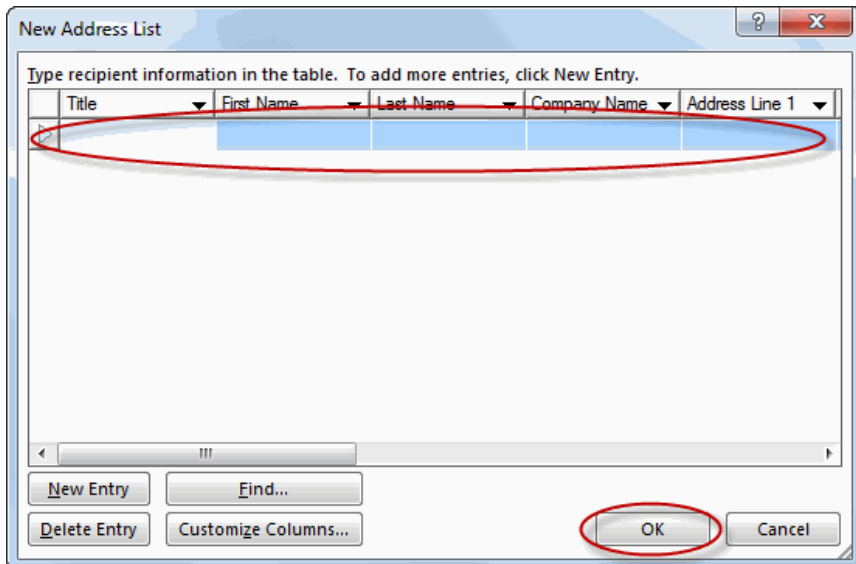 New Address List
Type recipient information in the table. To add more entries, click New Entry.
Title First Name Last Name Company Name Address Line 1
New Entry Find...
Delete Entry Customize Columns... OK Cancel